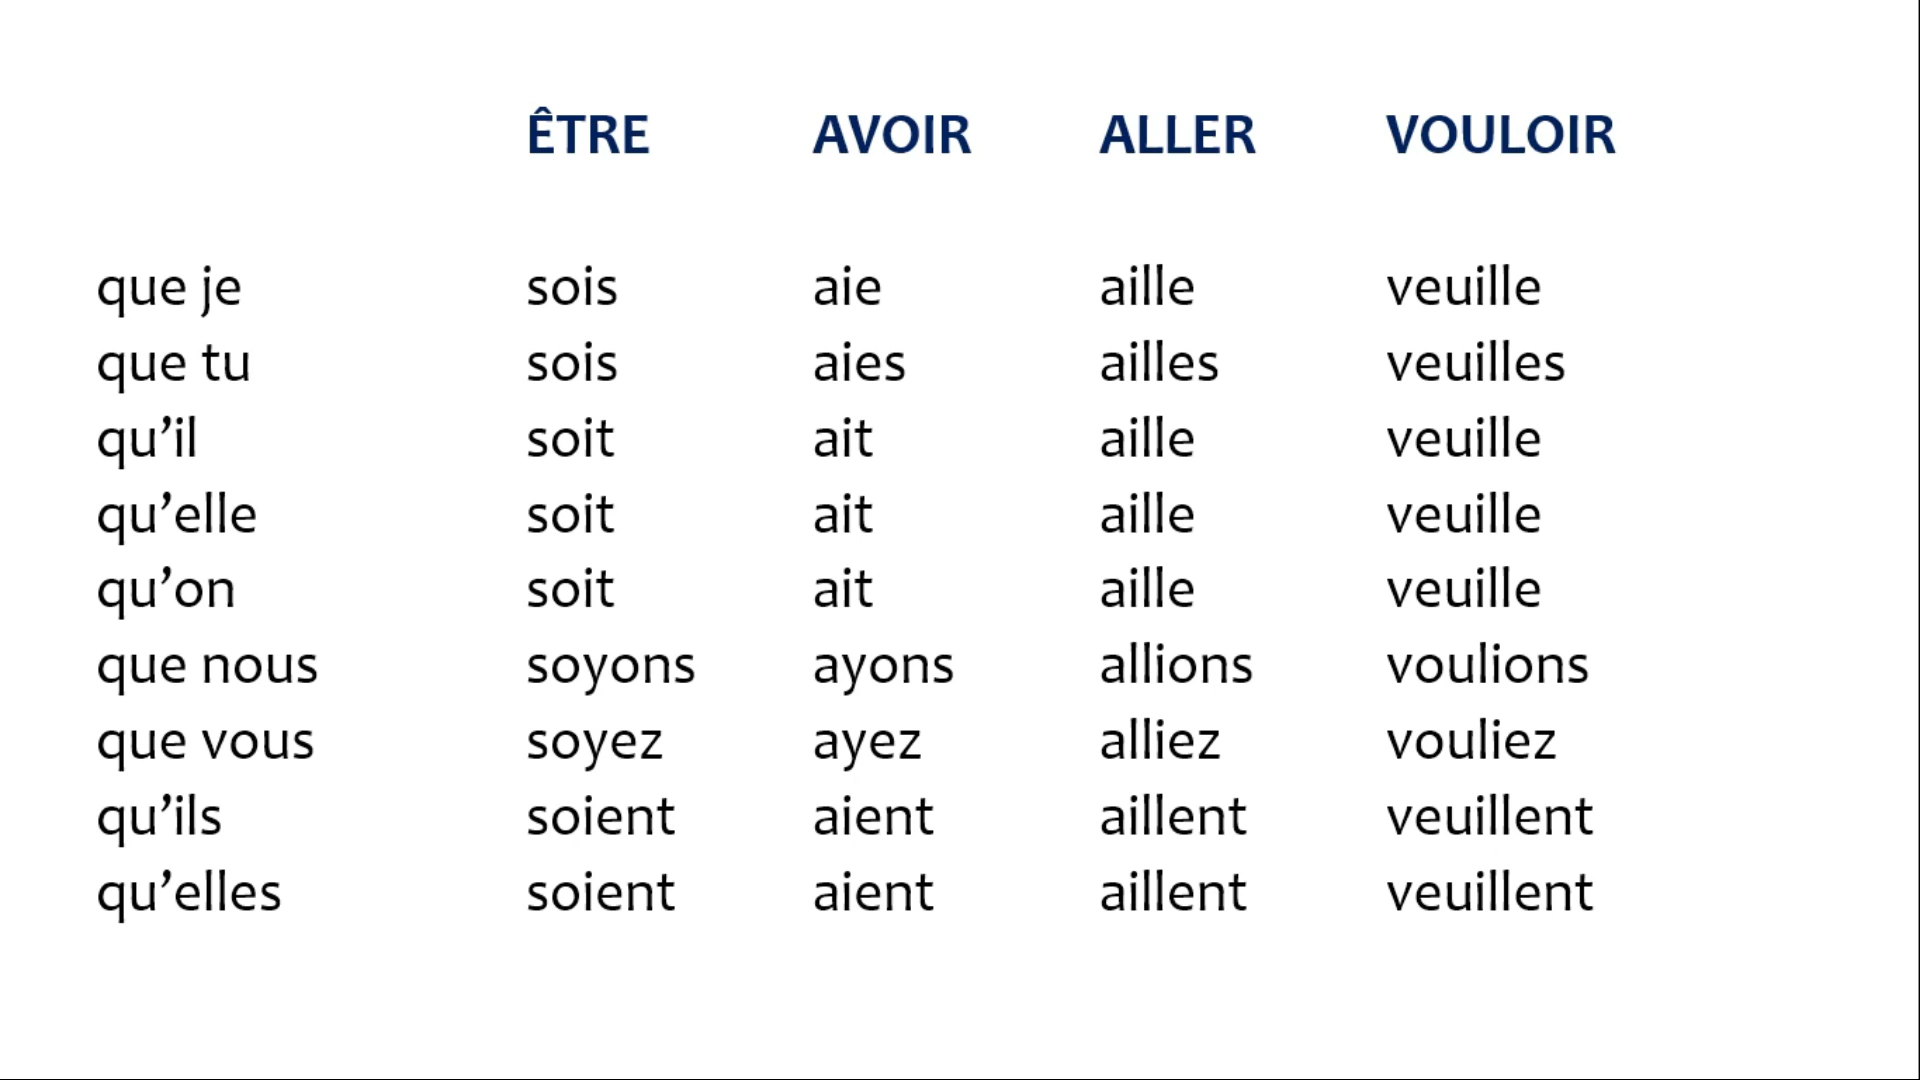 ÊTRE AVOIR ALLER VOULOIR
que je sois aie aille veuille
que tu sois aies ailles veuilles
qu’il soit ait aille veuille
qu’elle soit ait aille veuille
qu’on soit ait aille veuille
que nous soyons ayons allions voulions
que vous soyez ayez alliez vouliez
qu’ils soient aient aillent veuillent
qu’elles soient aient aillent veuillent